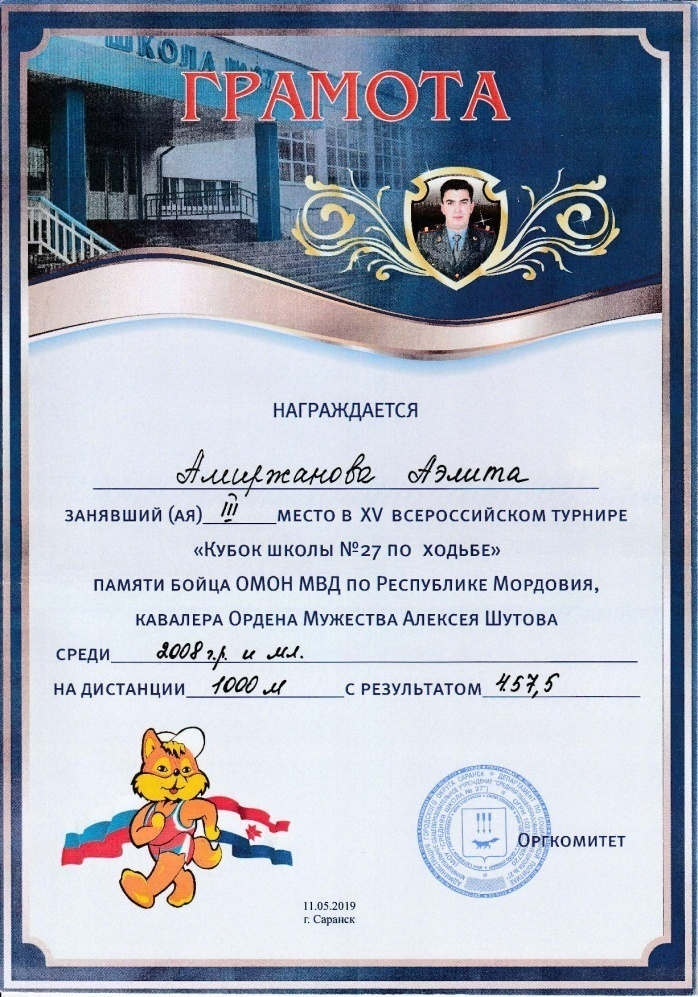 ШКОЛА №27
ГРАМОТА
НАГРАЖДАЕТСЯ
Амиржанова Аэлита
ЗАНЯВШИЙ (АЯ) III МЕСТО В XV ВСЕРОССИЙСКОМ ТУРНИРЕ
«КУБОК ШКОЛЫ №27 ПО ХОДЬБЕ»
ПАМЯТИ БОЙЦА ОМОН МВД ПО РЕСПУБЛИКЕ МОРДОВИЯ,
КАВАЛЕРА ОРДЕНА МУЖЕСТВА АЛЕКСЕЯ ШУТОВА
СРЕДИ 2008 г.р. и мл.
НА ДИСТАНЦИИ 1000 м С РЕЗУЛЬТАТОМ 4.57,5
ОРГКОМИТЕТ
11.05.2019
г. Саранск